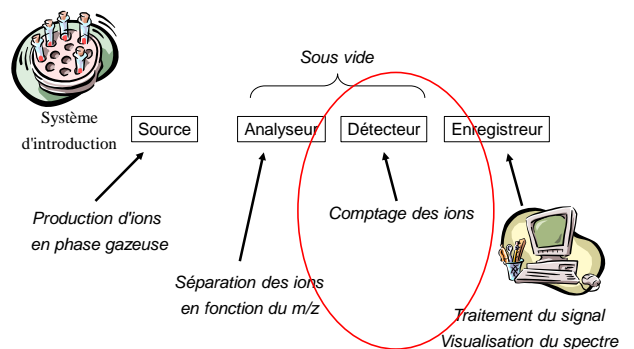 Sous vide
Système
d'introduction
Source
Analyseur
Détecteur
Enregistreur
Production d'ions
en phase gazeuse
Comptage des ions
Séparation des ions
en fonction du m/z
Traitement du signal
Visualisation du spectre